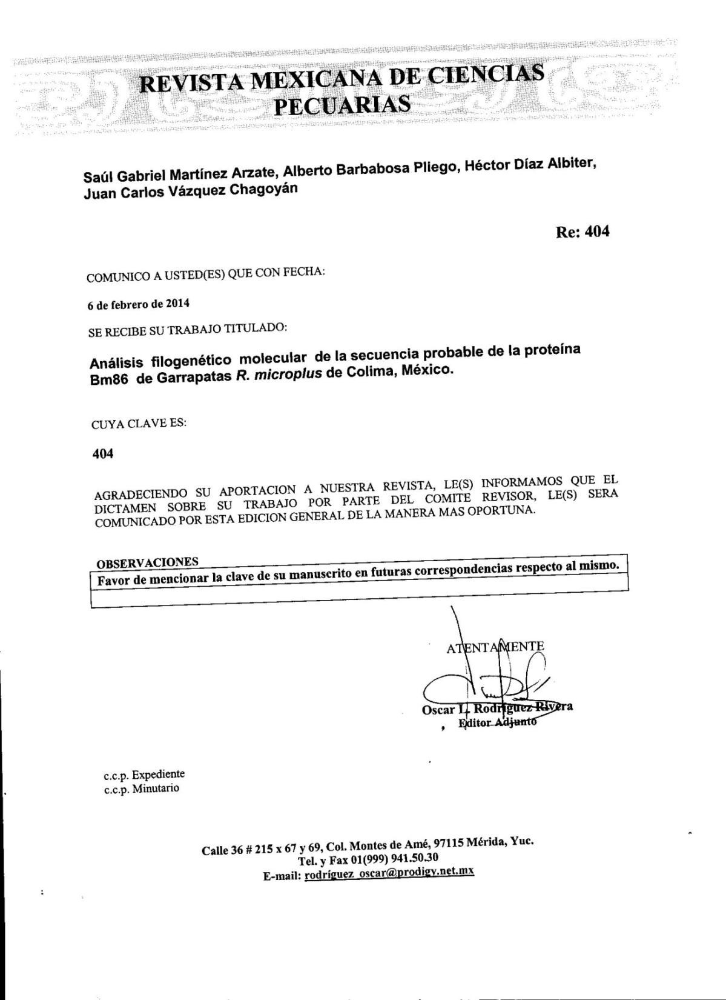 REVISTA MEXICANA DE CIENCIAS
PECUARIAS
Saúl Gabriel Martínez Arzate, Alberto Barbabosa Pliego, Héctor Díaz Albiter,
Juan Carlos Vázquez Chagoyán
Re: 404
COMUNICO A USTED(ES) QUE CON FECHA:
6 de febrero de 2014
SE RECIBE SU TRABAJO TITULADO:
Análisis filogenético molecular de la secuencia probable de la proteína
Bm86 de Garrapatas R. microplus de Colima, México.
CUYA CLAVE ES:
404
AGRADECIENDO SU APORTACION A NUESTRA REVISTA, LE(S) INFORMAMOS QUE EL
DICTAMEN SOBRE SU TRABAJO POR PARTE DEL COMITE REVISOR, LE(S) SERA
COMUNICADO POR ESTA EDICION GENERAL DE LA MANERA MAS OPORTUNA.
OBSERVACIONES
Favor de mencionar la clave de su manuscrito en futuras correspondencias respecto al mismo.
ATENTAMENTE
Oscar L. Rodríguez Rivera
Editor Adjunto
c.c.p. Expediente
c.c.p. Minutario
Calle 36 # 215 x 67 y 69, Col. Montes de Amé, 97115 Mérida, Yuc.
Tel. y Fax 01(999) 941.50.30
E-mail: rodríguez_oscar@prodigy.net.mx